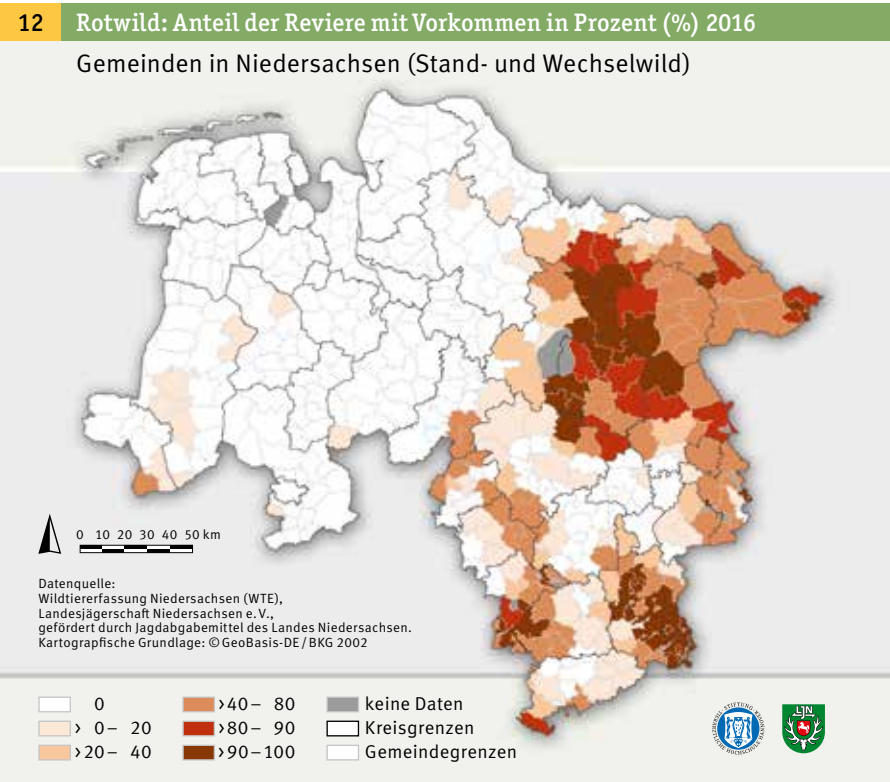 12 Rotwild: Anteil der Reviere mit Vorkommen in Prozent (%) 2016
Gemeinden in Niedersachsen (Stand- und Wechselwild)
0 10 20 30 40 50 km
Datenquelle:
Wildtiererfassung Niedersachsen (WTE),
Landesjägerschaft Niedersachsen e. V.,
gefördert durch Jagdabgabemittel des Landes Niedersachsen.
Kartografische Grundlage: © GeoBasis-DE / BKG 2002
0
> 0 – 20
>20 – 40
>40 – 80
>80 – 90
>90 – 100
keine Daten
Kreisgrenzen
Gemeindegrenzen
STIFTUNG
LJN